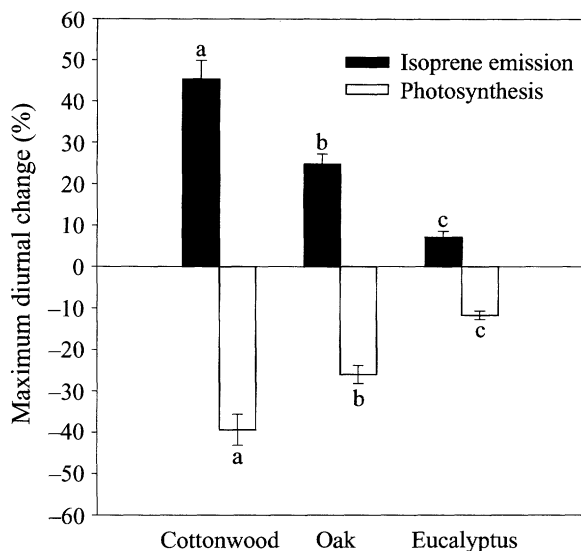 60
50
40
30
20
10
0
–10
–20
–30
–40
–50
–60
Maximum diurnal change (%)
Isoprene emission
Photosynthesis
a
b
c
a
b
c
Cottonwood Oak Eucalyptus